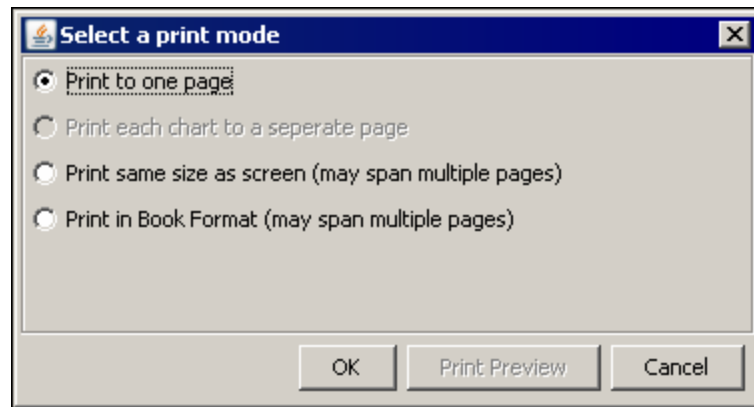 Select a print mode
Print to one page
Print each chart to a seperate page
Print same size as screen (may span multiple pages)
Print in Book Format (may span multiple pages)
OK Print Preview Cancel